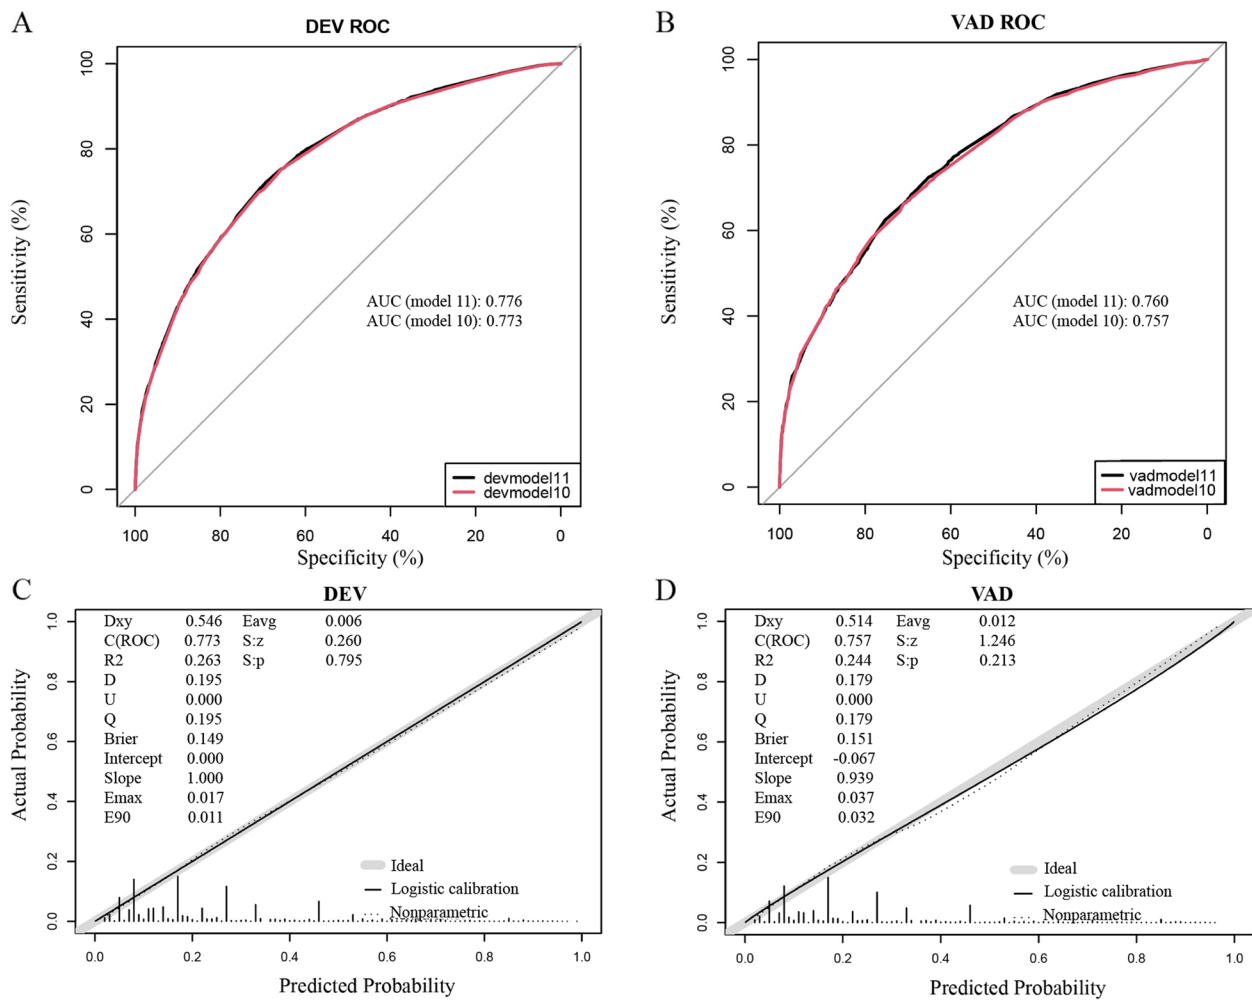 A
DEV ROC
Sensitivity (%)
100
80
60
40
20
0
AUC (model 11): 0.776
AUC (model 10): 0.773
devmodel11
devmodel10
100 80 60 40 20 0
Specificity (%)
B
VAD ROC
Sensitivity (%)
100
80
60
40
20
0
AUC (model 11): 0.760
AUC (model 10): 0.757
vadmodel11
vadmodel10
100 80 60 40 20 0
Specificity (%)
C
DEV
Actual Probability
1.0
0.8
0.6
0.4
0.2
0.0
Dxy 0.546 Eavg 0.006
C(ROC) 0.773 S:z 0.260
R2 0.263 S:p 0.795
D 0.195
U 0.000
Q 0.195
Brier 0.149
Intercept 0.000
Slope 1.000
Emax 0.017
E90 0.011
Ideal
Logistic calibration
Nonparametric
0.0 0.2 0.4 0.6 0.8 1.0
Predicted Probability
D
VAD
Actual Probability
1.0
0.8
0.6
0.4
0.2
0.0
Dxy 0.514 Eavg 0.012
C(ROC) 0.757 S:z 1.246
R2 0.244 S:p 0.213
D 0.179
U 0.000
Q 0.179
Brier 0.151
Intercept -0.067
Slope 0.939
Emax 0.037
E90 0.032
Ideal
Logistic calibration
Nonparametric
0.0 0.2 0.4 0.6 0.8 1.0
Predicted Probability